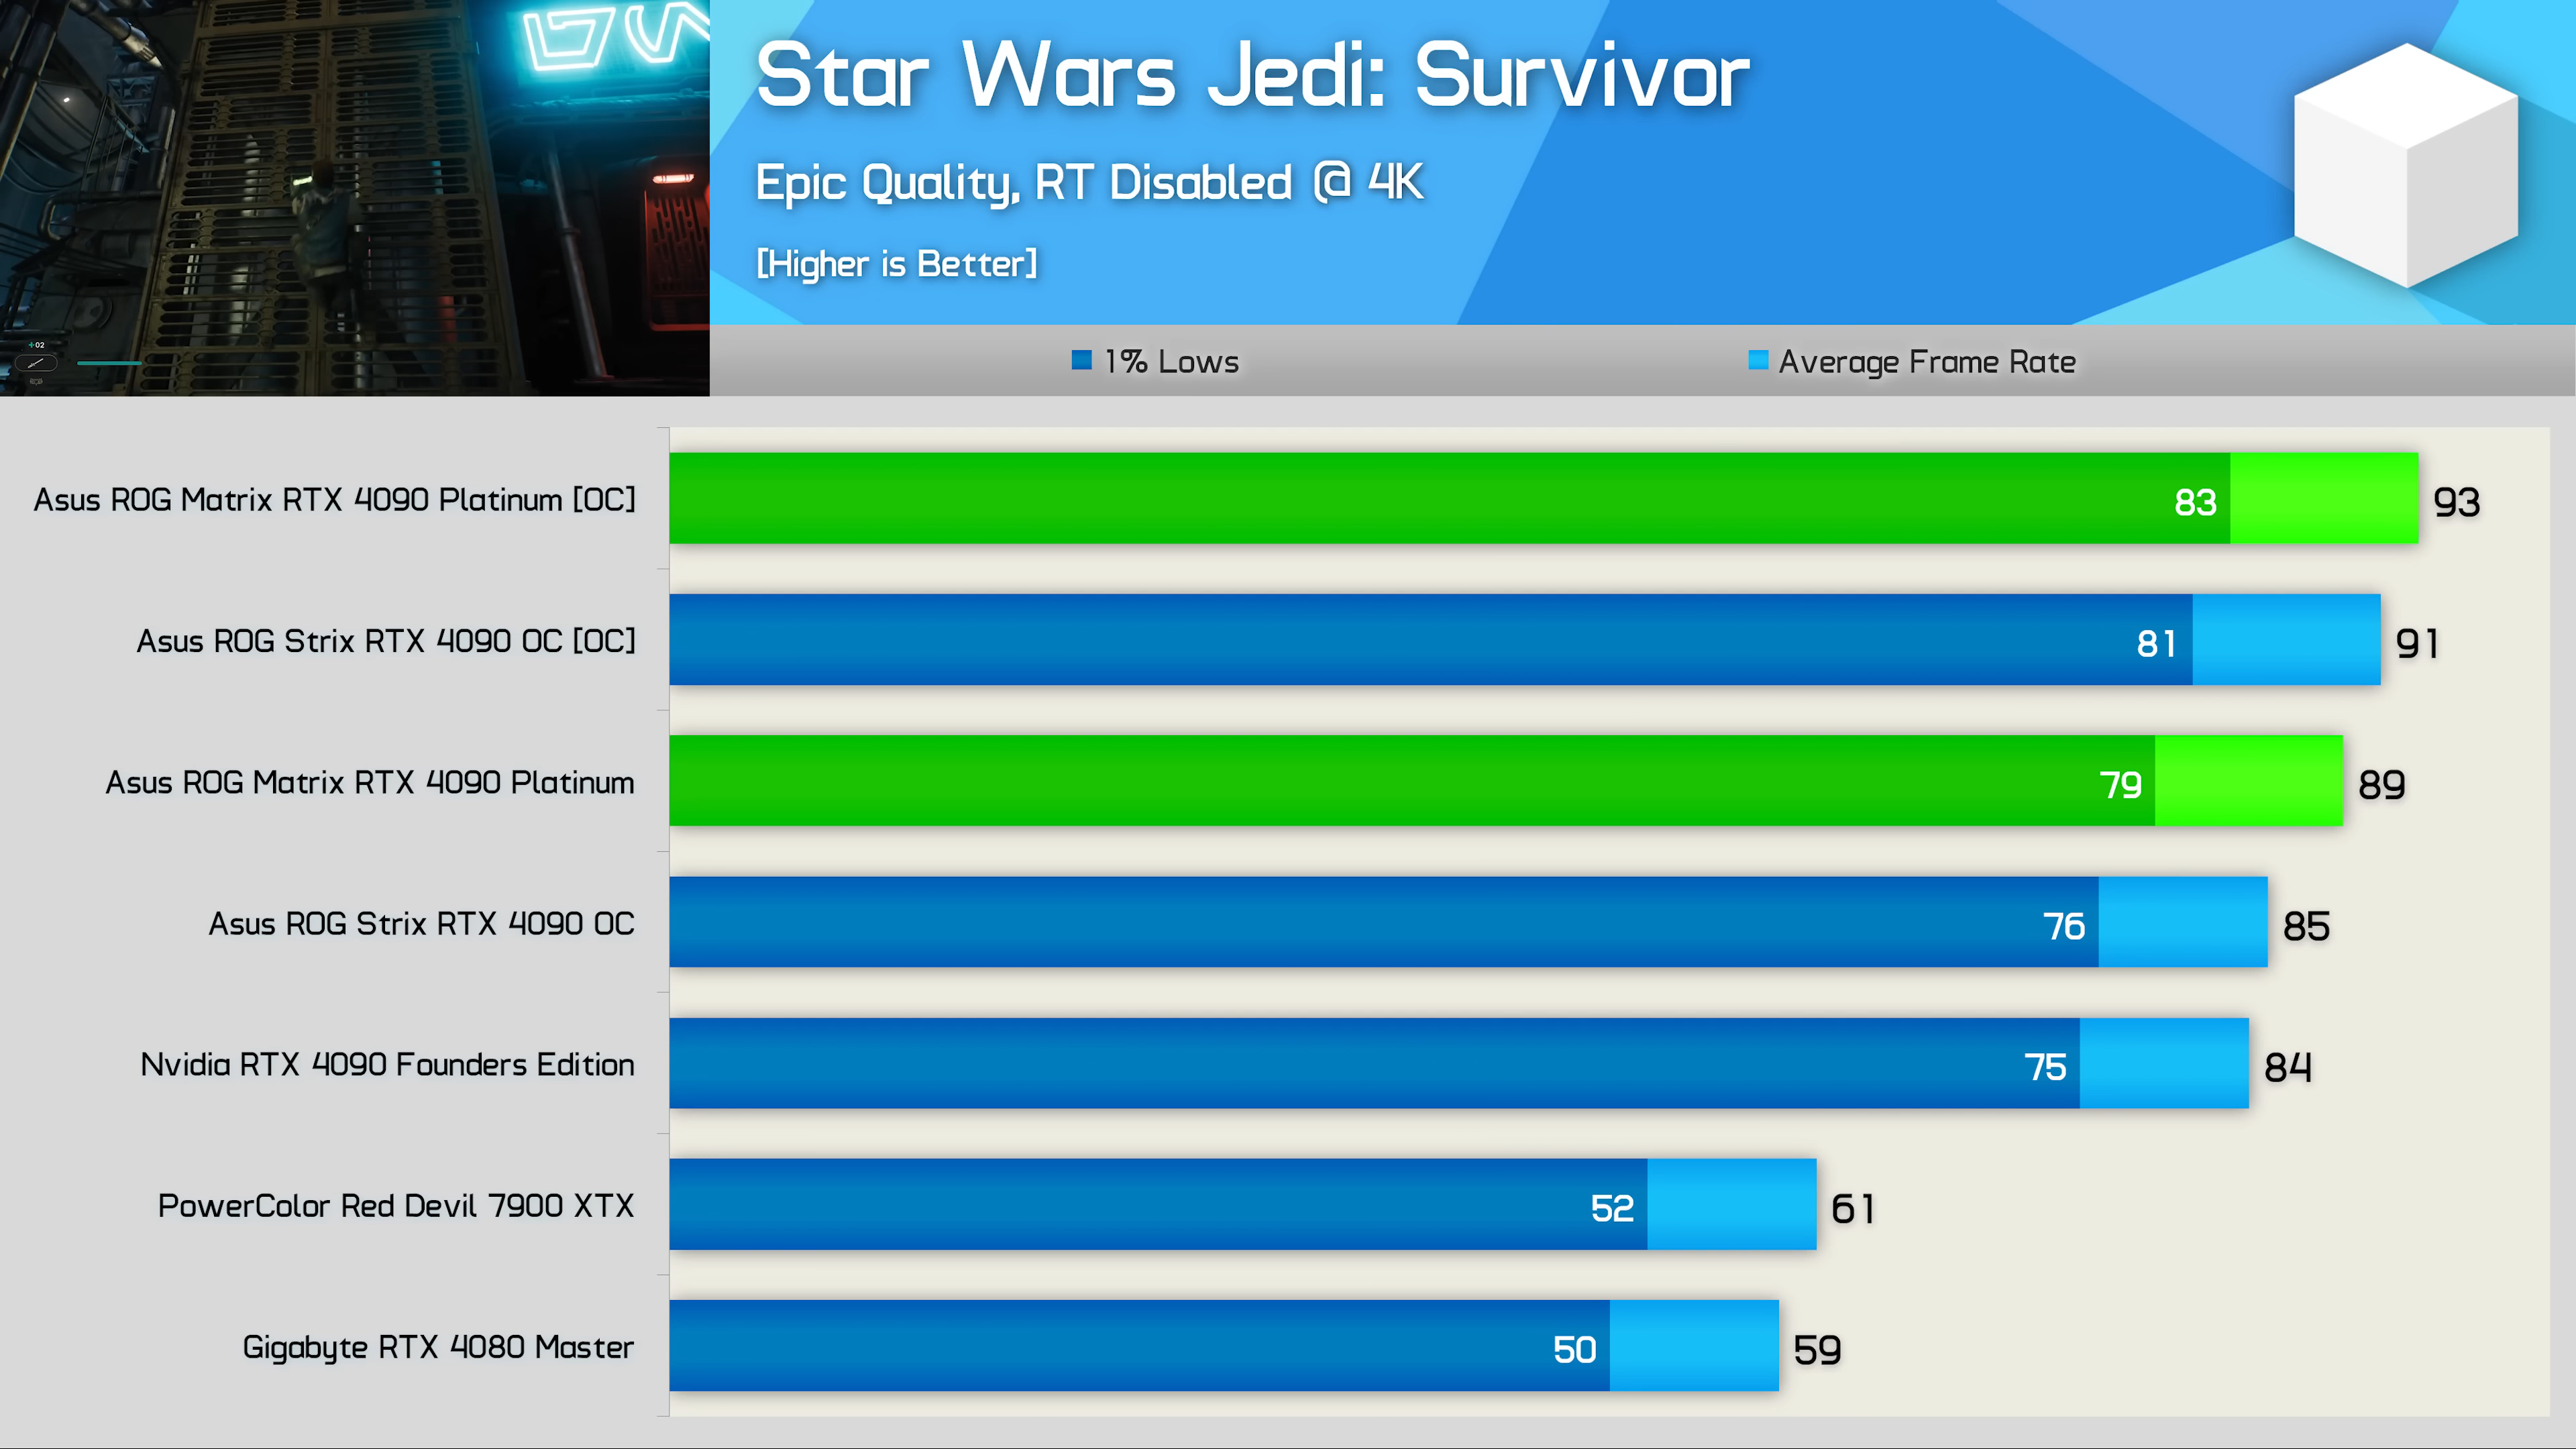 Star Wars Jedi: Survivor
Epic Quality, RT Disabled @ 4K
[Higher is Better]
+02
1% Lows
Average Frame Rate
Asus ROG Matrix RTX 4090 Platinum [OC]
83
93
Asus ROG Strix RTX 4090 OC [OC]
81
91
Asus ROG Matrix RTX 4090 Platinum
79
89
Asus ROG Strix RTX 4090 OC
76
85
Nvidia RTX 4090 Founders Edition
75
84
PowerColor Red Devil 7900 XTX
52
61
Gigabyte RTX 4080 Master
50
59